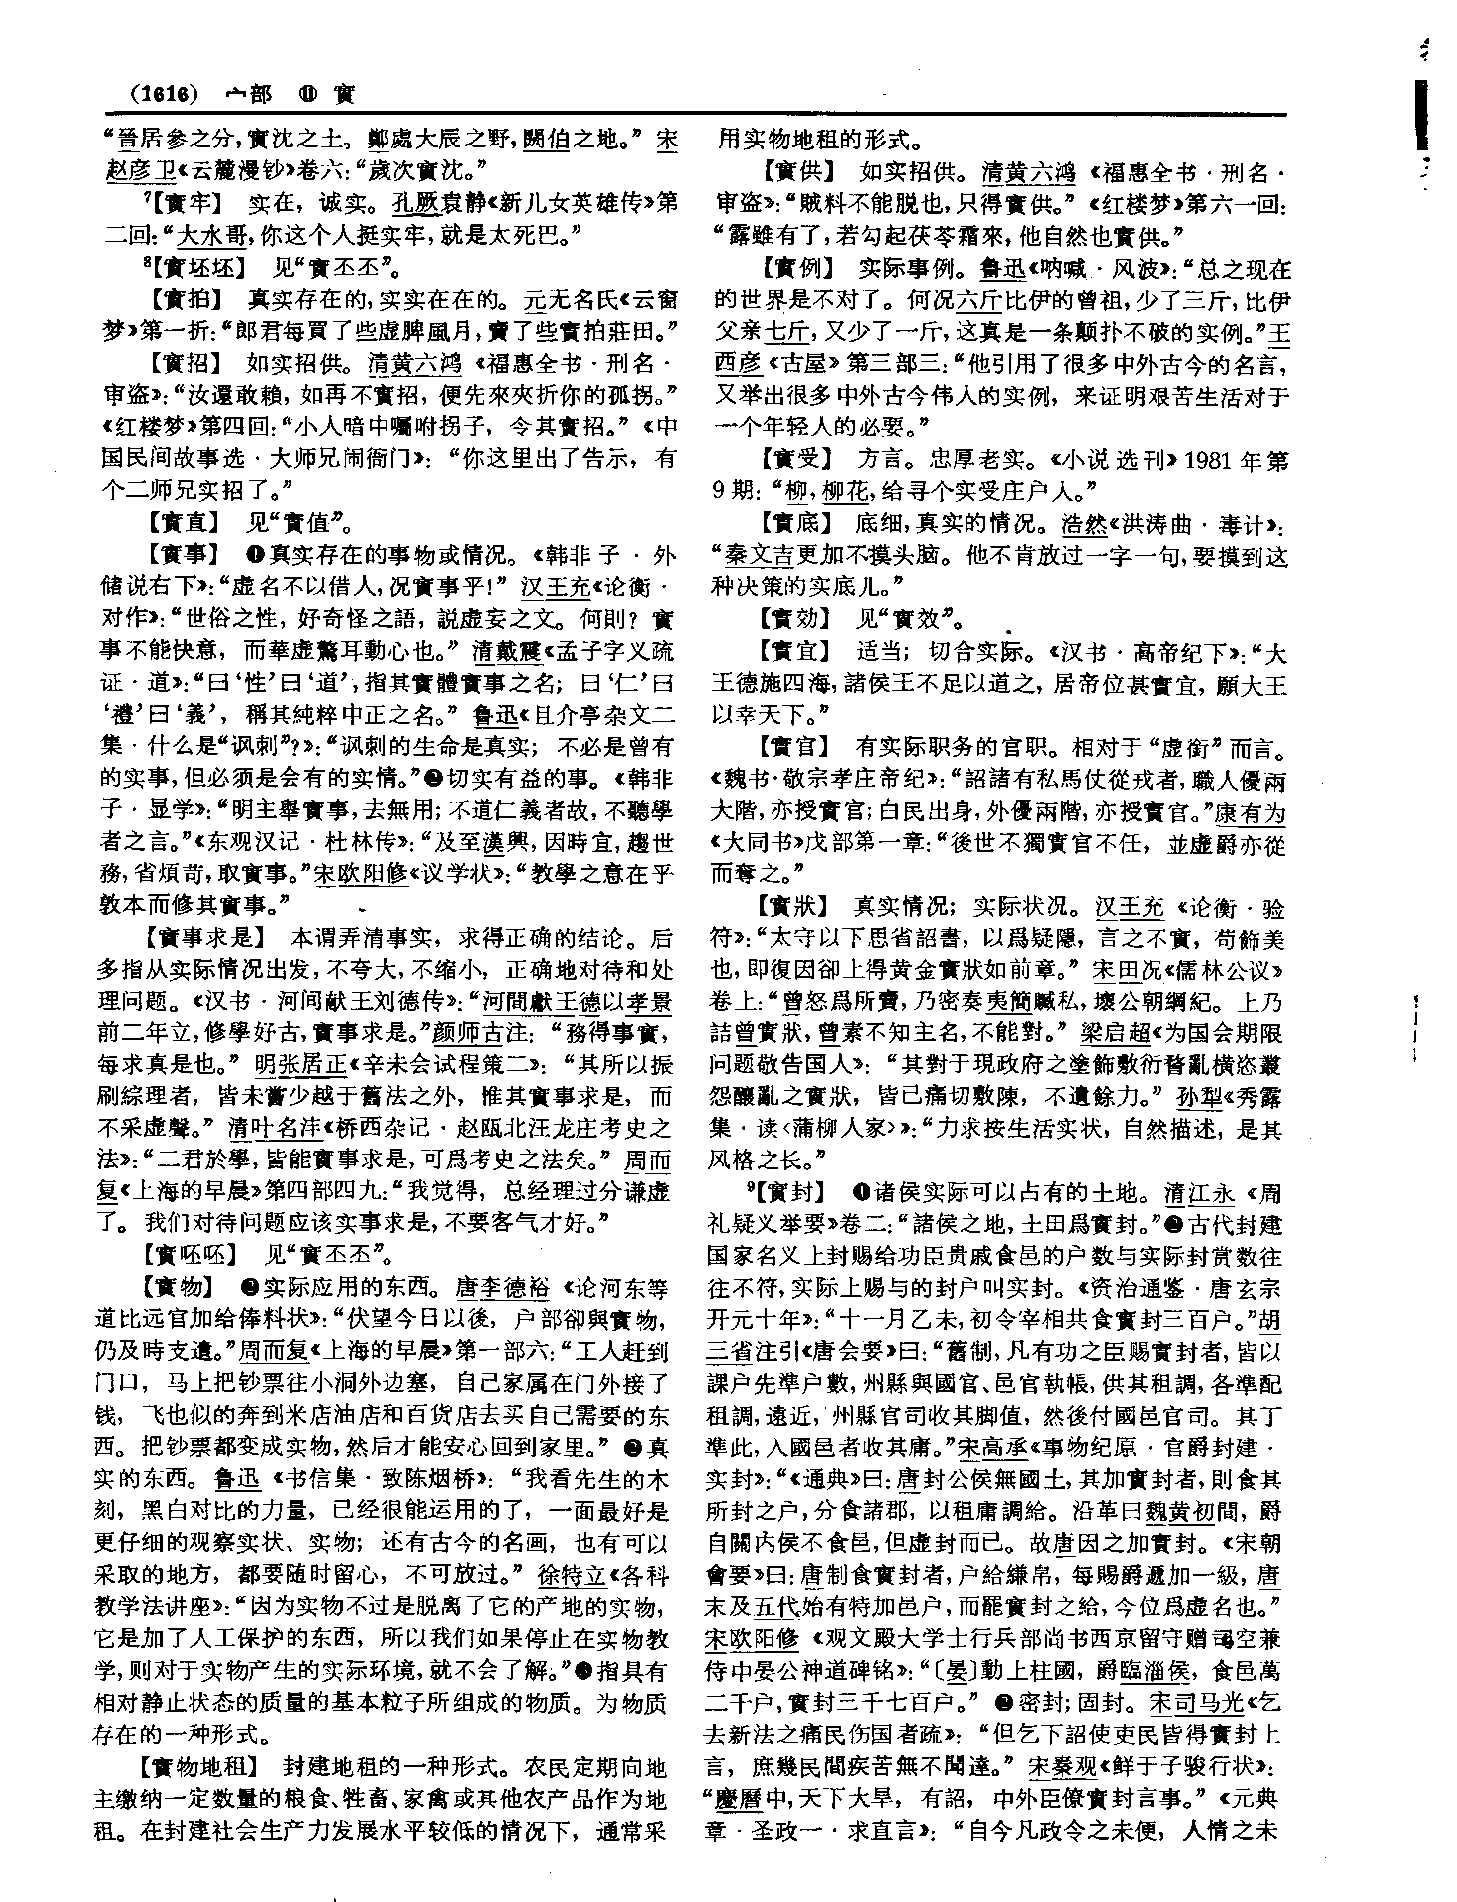 (1616) 宀部 ⑪ 實
“晉居參之分，實沈之土。鄭處大辰之野，閼伯之地。”宋
赵彦卫《云麓漫钞》卷六：“歲次實沈。”
⁷【實牢】 实在，诚实。孔厥袁静《新儿女英雄传》第
二回：“大水哥，你这个人挺实牢，就是太死巴。”
⁸【實坯坯】 见“實丕丕”。
【實拍】 真实存在的，实实在在的。元无名氏《云窗
梦》第一折：“郎君每買了些虚脾風月，賣了些實拍莊田。”
【實招】 如实招供。清黄六鸿《福惠全书·刑名·
审盗》：“汝還敢賴，如再不實招，便先來夾折你的孤拐。”
《红楼梦》第四回：“小人暗中囑咐拐子，令其實招。”《中
国民间故事选·大师兄闹衙门》：“你这里出了告示，有
个二师兄实招了。”
【實直】 见“實值”。
【實事】 ❶真实存在的事物或情况。《韩非子·外
储说右下》：“虚名不以借人，况實事乎！”汉王充《论衡·
对作》：“世俗之性，好奇怪之語，説虚妄之文。何則？實
事不能快意，而華虚驚耳動心也。”清戴震《孟子字义疏
证·道》：“曰‘性’曰‘道’，指其實體實事之名；曰‘仁’曰
‘禮’曰‘義’，稱其純粹中正之名。”鲁迅《且介亭杂文二
集·什么是“讽刺”？》：“讽刺的生命是真实；不必是曾有
的实事，但必须是会有的实情。”❷切实有益的事。《韩非
子·显学》：“明主舉實事，去無用；不道仁義者故，不聽學
者之言。”《东观汉记·杜林传》：“及至漢興，因時宜，趨世
務，省煩苛，取實事。”宋欧阳修《议学状》：“教學之意在乎
敦本而修其實事。”
【實事求是】 本谓弄清事实，求得正确的结论。后
多指从实际情况出发，不夸大，不缩小，正确地对待和处
理问题。《汉书·河间献王刘德传》：“河間獻王德以孝景
前二年立，修學好古，實事求是。”颜师古注：“務得事實，
每求真是也。”明张居正《辛未会试程策二》：“其所以振
刷綜理者，皆未嘗少越于舊法之外，惟其實事求是，而
不采虚聲。”清叶名沣《桥西杂记·赵瓯北汪龙庄考史之
法》：“二君於學，皆能實事求是，可爲考史之法矣。”周而
复《上海的早晨》第四部四九：“我觉得，总经理过分谦虚
了。我们对待问题应该实事求是，不要客气才好。”
【實呸呸】 见“實丕丕”。
【實物】 ❷实际应用的东西。唐李德裕《论河东等
道比远官加给俸料状》：“伏望今日以後，户部卻與實物，
仍及時支遣。”周而复《上海的早晨》第一部六：“工人赶到
门口，马上把钞票往小洞外边塞，自己家属在门外接了
钱，飞也似的奔到米店油店和百货店去买自己需要的东
西。把钞票都变成实物，然后才能安心回到家里。”❷真
实的东西。鲁迅《书信集·致陈烟桥》：“我看先生的木
刻，黑白对比的力量，已经很能运用的了，一面最好是
更仔细的观察实状、实物；还有古今的名画，也有可以
采取的地方，都要随时留心，不可放过。”徐特立《各科
教学法讲座》：“因为实物不过是脱离了它的产地的实物，
它是加了人工保护的东西，所以我们如果停止在实物教
学，则对于实物产生的实际环境，就不会了解。”❸指具有
相对静止状态的质量的基本粒子所组成的物质。为物质
存在的一种形式。
【實物地租】 封建地租的一种形式。农民定期向地
主缴纳一定数量的粮食、牲畜、家禽或其他农产品作为地
租。在封建社会生产力发展水平较低的情况下，通常采
用实物地租的形式。
【實供】 如实招供。清黄六鸿《福惠全书·刑名·
审盗》：“賊料不能脱也，只得實供。”《红楼梦》第六一回：
“露雖有了，若勾起茯苓霜來，他自然也實供。”
【實例】 实际事例。鲁迅《呐喊·风波》：“总之现在
的世界是不对了。何况六斤比伊的曾祖，少了三斤，比伊
父亲七斤，又少了一斤，这真是一条颠扑不破的实例。”王
西彦《古屋》第三部三：“他引用了很多中外古今的名言，
又举出很多中外古今伟人的实例，来证明艰苦生活对于
一个年轻人的必要。”
【實受】 方言。忠厚老实。《小说选刊》1981年第
9期：“柳，柳花，给寻个实受庄户人。”
【實底】 底细，真实的情况。浩然《洪涛曲·毒计》：
“秦文吉更加不摸头脑。他不肯放过一字一句，要摸到这
种决策的实底儿。”
【實効】 见“實效”。
【實宜】 适当；切合实际。《汉书·高帝纪下》：“大
王德施四海，諸侯王不足以道之，居帝位甚實宜，願大王
以幸天下。”
【實官】 有实际职务的官职。相对于“虚衔”而言。
《魏书·敬宗孝庄帝纪》：“詔諸有私馬仗從戎者，職人優兩
大階，亦授實官；白民出身，外優兩階，亦授實官。”康有为
《大同书》戊部第一章：“後世不獨實官不任，並虚爵亦從
而奪之。”
【實狀】 真实情况；实际状况。汉王充《论衡·验
符》：“太守以下思省詔書，以爲疑隱，言之不實，苟飾美
也，即復因卻上得黄金實狀如前章。”宋田况《儒林公议》
卷上：“曾怒爲所賣，乃密奏夷簡贓私，壞公朝綱紀。上乃
詰曾實狀，曾素不知主名，不能對。”梁启超《为国会期限
问题敬告国人》：“其對于現政府之塗飾敷衍瞀亂橫恣叢
怨釀亂之實狀，皆已痛切敷陳，不遺餘力。”孙犁《秀露
集·读〈蒲柳人家〉》：“力求按生活实状，自然描述，是其
风格之长。”
⁹【實封】 ❶诸侯实际可以占有的土地。清江永《周
礼疑义举要》卷二：“諸侯之地，土田爲實封。”❷古代封建
国家名义上封赐给功臣贵戚食邑的户数与实际封赏数往
往不符，实际上赐与的封户叫实封。《资治通鉴·唐玄宗
开元十年》：“十一月乙未，初令宰相共食實封三百户。”胡
三省注引《唐会要》曰：“舊制，凡有功之臣赐實封者，皆以
課户先準户數，州縣與國官、邑官執帳，供其租調，各準配
租調，遠近，州縣官司收其脚值，然後付國邑官司。其丁
準此，入國邑者收其庸。”宋高承《事物纪原·官爵封建·
实封》：“《通典》曰：唐封公侯無國土，其加實封者，則食其
所封之户，分食諸郡，以租庸調給。沿革曰魏黄初間，爵
自關内侯不食邑，但虚封而已。故唐因之加實封。《宋朝
會要》曰：唐制食實封者，户給縑帛，每賜爵遞加一級，唐
末及五代始有特加邑户，而罷實封之给，今位爲虚名也。”
宋欧阳修《观文殿大学士行兵部尚书西京留守赠司空兼
侍中晏公神道碑铭》：“〔晏〕勳上柱國，爵臨淄侯，食邑萬
二千户，實封三千七百户。”❷密封；固封。宋司马光《乞
去新法之病民伤国者疏》：“但乞下詔使吏民皆得實封上
言，庶幾民間疾苦無不聞達。”宋秦观《鲜于子骏行状》：
“慶曆中，天下大旱，有詔，中外臣僚實封言事。”《元典
章·圣政一·求直言》：“自今凡政令之未便，人情之未